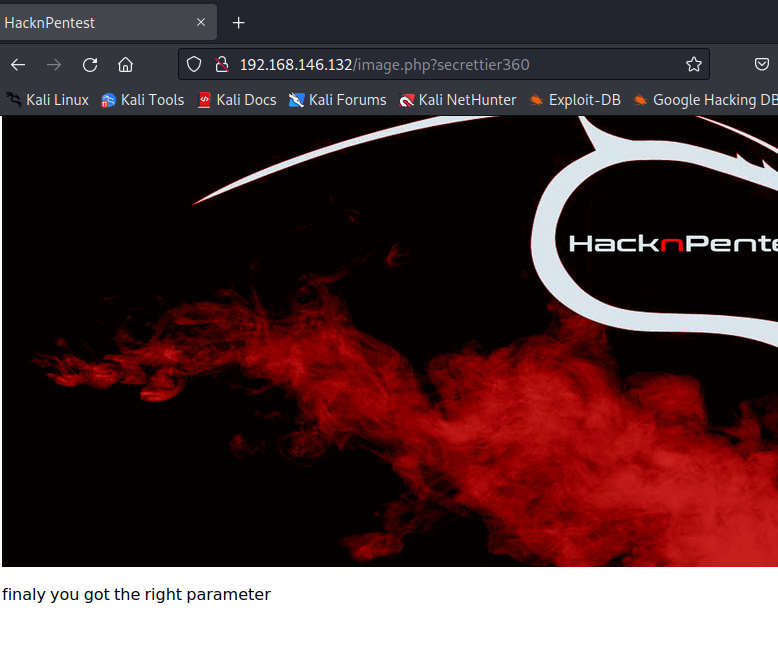 HacknPentest
192.168.146.132/image.php?secrettier360
Kali Linux Kali Tools Kali Docs Kali Forums Kali NetHunter Exploit-DB Google Hacking DB
HacknPente
finaly you got the right parameter